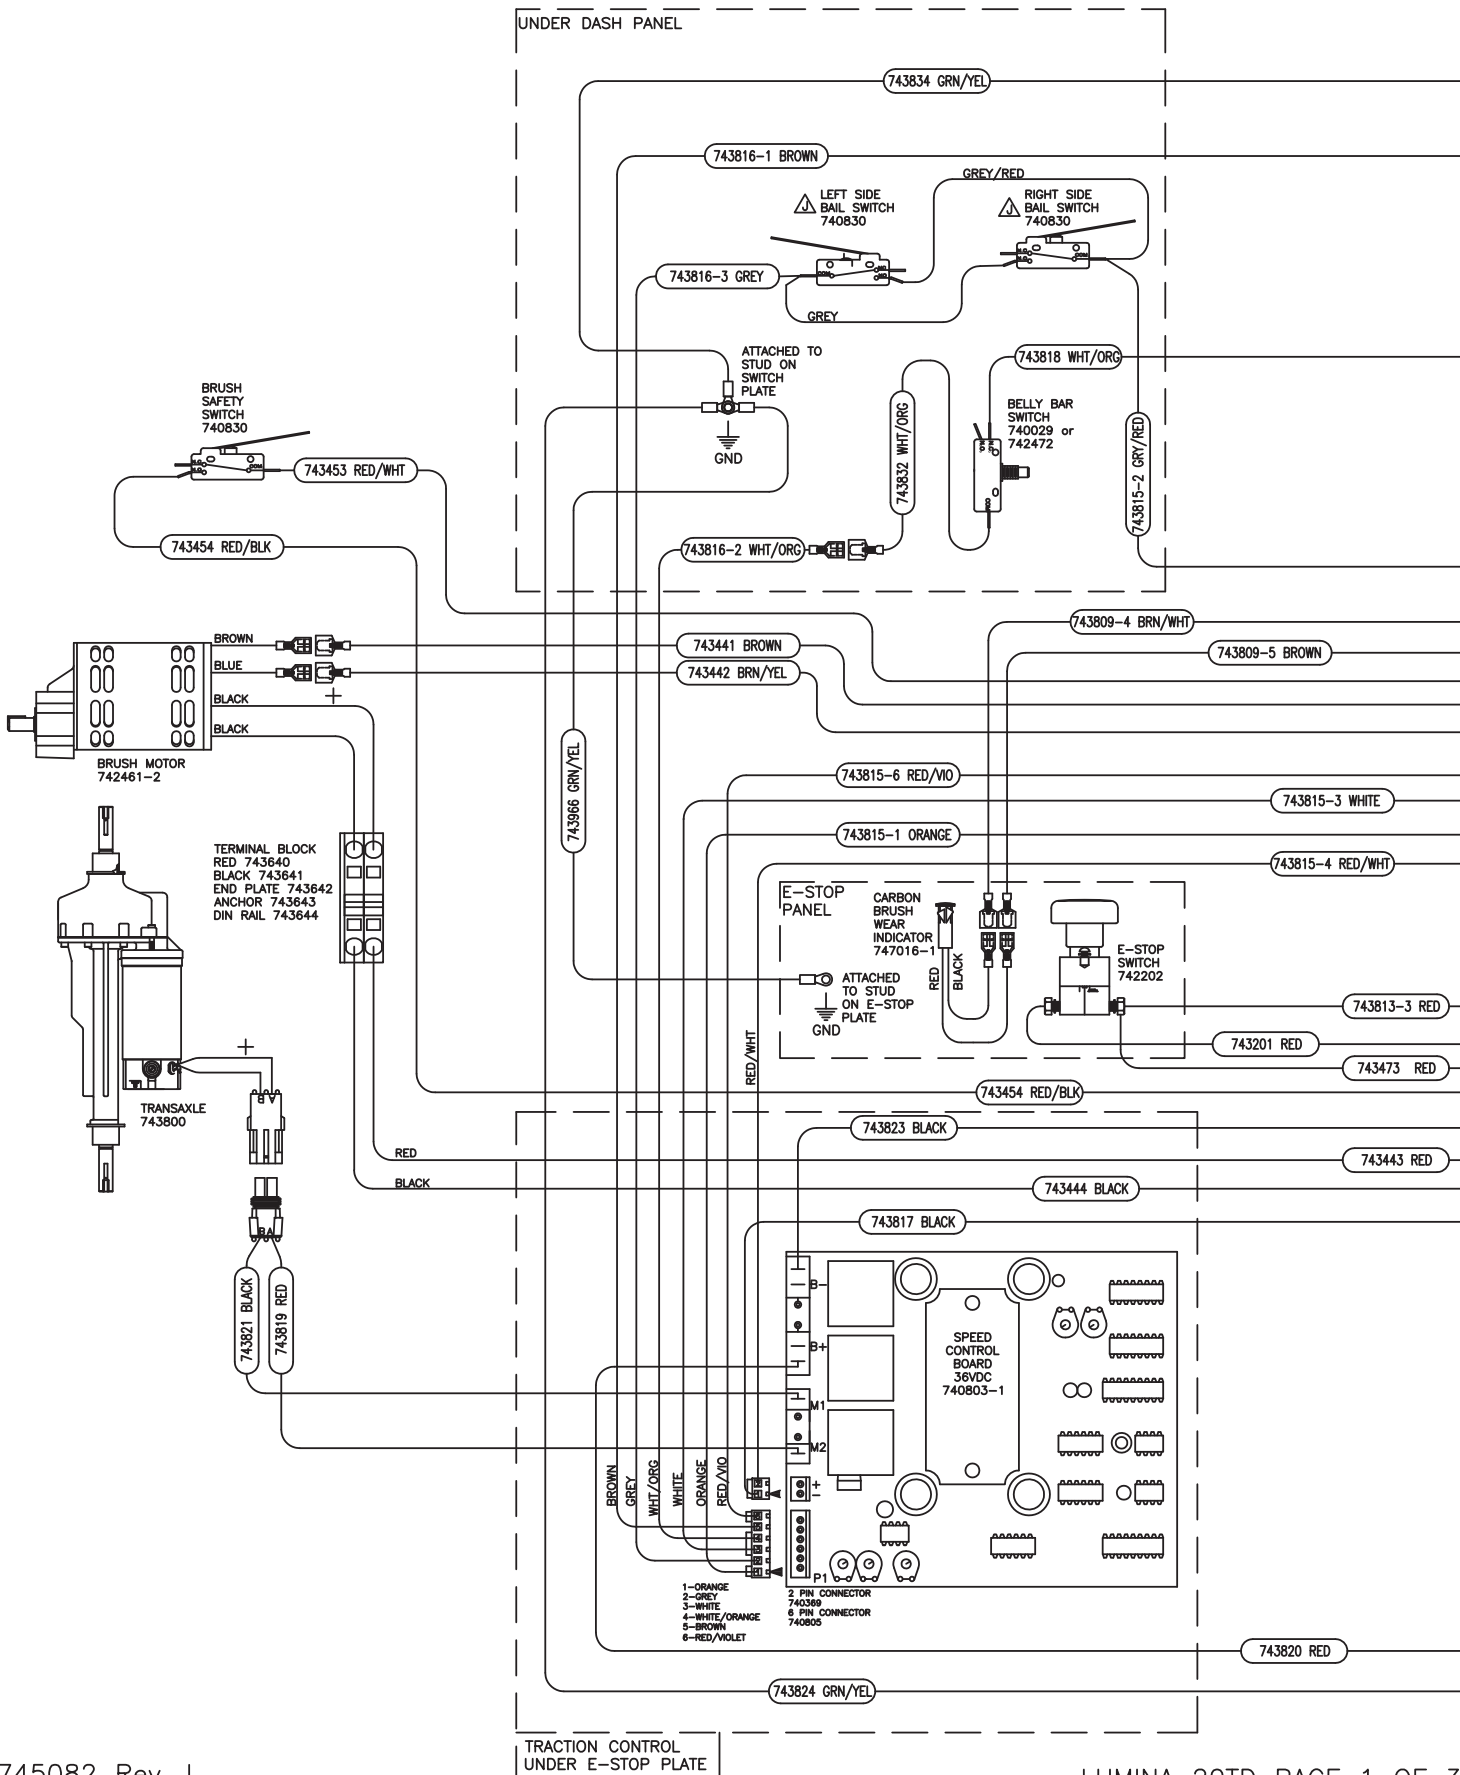 UNDER DASH PANEL
743834 GRN/YEL
743816-1 BROWN
GREY/RED
LEFT SIDE
BAIL SWITCH
740830
J
RIGHT SIDE
BAIL SWITCH
740830
J
743816-3 GREY
COM
GREY
COM
ATTACHED TO
STUD ON
SWITCH
PLATE
GND
743818 WHT/ORG
743832 WHT/ORG
BELLY BAR
SWITCH
740029 or
742472
743815-2 GRY/RED
743816-2 WHT/ORG
BRUSH
SAFETY
SWITCH
740830
COM
743453 RED/WHT
743454 RED/BLK
743809-4 BRN/WHT
743809-5 BROWN
BROWN
743441 BROWN
BLUE
743442 BRN/YEL
+
BLACK
BLACK
BRUSH MOTOR
742461-2
743966 GRN/YEL
743815-6 RED/VIO
743815-3 WHITE
743815-1 ORANGE
743815-4 RED/WHT
TERMINAL BLOCK
RED 743640
BLACK 743641
END PLATE 743642
ANCHOR 743643
DIN RAIL 743644
E-STOP
PANEL
CARBON
BRUSH
WEAR
INDICATOR
747016-1
RED
BLACK
E-STOP
SWITCH
742202
ATTACHED
TO STUD
ON E-STOP
PLATE
GND
743813-3 RED
743201 RED
743473 RED
RED/WHT
743454 RED/BLK
+
B A
TRANSAXLE
743800
743823 BLACK
RED
743443 RED
BLACK
743444 BLACK
743817 BLACK
B A
743821 BLACK
743819 RED
B-
B+
M1
M2
SPEED
CONTROL
BOARD
36VDC
740803-1
BROWN
GREY
WHT/ORG
WHITE
ORANGE
RED/VIO
+
-
P1
1-ORANGE
2-GREY
3-WHITE
4-WHITE/ORANGE
5-BROWN
6-RED/VIOLET
2 PIN CONNECTOR
740369
6 PIN CONNECTOR
740805
743820 RED
743824 GRN/YEL
TRACTION CONTROL
UNDER E-STOP PLATE
745082 Rev J
LUMINA 20TD PAGE 1 OF 3